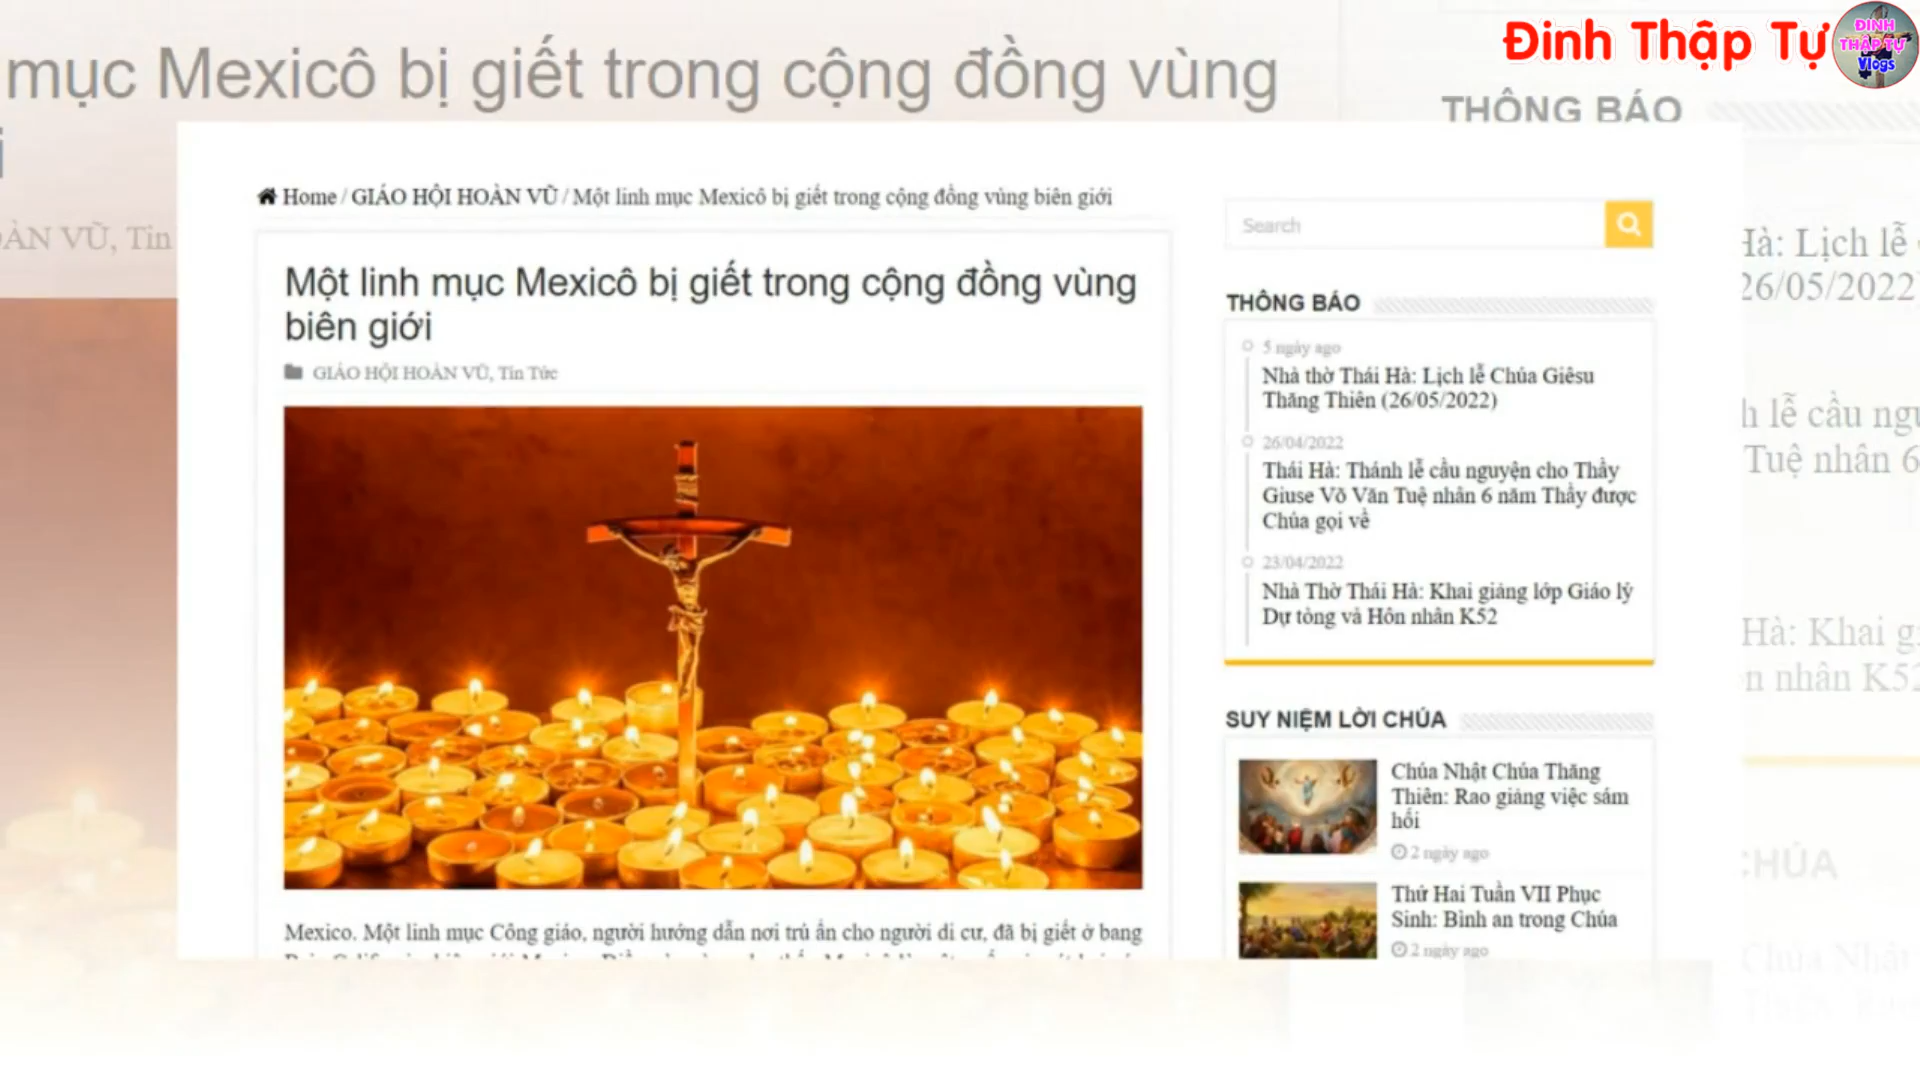 mục Mexicô bị giết trong cộng đồng vùng
Đinh Thập Tự
ĐINH
THẬP TỰ
Vlogs
THÔNG BÁO
Home / GIÁO HỘI HOÀN VŨ / Một linh mục Mexicô bị giết trong cộng đồng vùng biên giới
Search
Một linh mục Mexicô bị giết trong cộng đồng vùng
biên giới
GIÁO HỘI HOÀN VŨ, Tin Tức
Mexico. Một linh mục Công giáo, người hướng dẫn nơi trú ẩn cho người di cư, đã bị giết ở bang
THÔNG BÁO
5 ngày ago
Nhà thờ Thái Hà: Lịch lễ Chúa Giêsu
Thăng Thiên (26/05/2022)
26/04/2022
Thái Hà: Thánh lễ cầu nguyện cho Thầy
Giuse Võ Văn Tuệ nhân 6 năm Thầy được
Chúa gọi về
23/04/2022
Nhà Thờ Thái Hà: Khai giảng lớp Giáo lý
Dự tòng và Hôn nhân K52
SUY NIỆM LỜI CHÚA
Chúa Nhật Chúa Thăng
Thiên: Rao giảng việc sám
hối
2 ngày ago
Thứ Hai Tuần VII Phục
Sinh: Bình an trong Chúa
2 ngày ago
ÀN VŨ, Tin
Hà: Lịch lễ
26/05/2022
h lễ cầu ngu
Tuệ nhân 6
Hà: Khai g
n nhân K52
CHÚA
Chúa Nhật